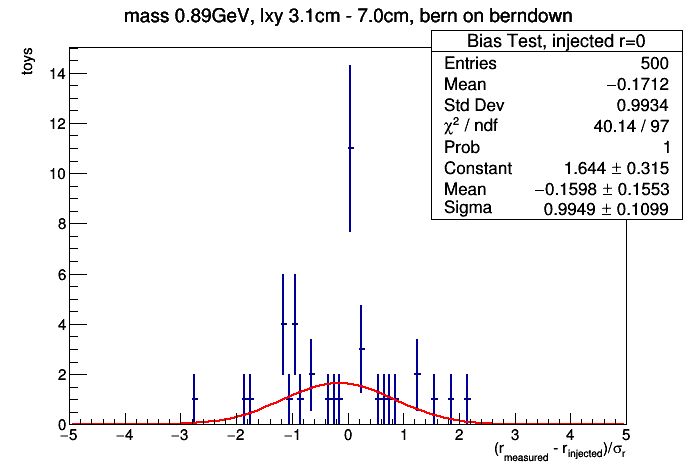 mass 0.89GeV, lxy 3.1cm - 7.0cm, bern on berndown
toys
Bias Test, injected r=0
Entries 500
Mean −0.1712
Std Dev 0.9934
χ² / ndf 40.14 / 97
Prob 1
Constant 1.644 ± 0.315
Mean −0.1598 ± 0.1553
Sigma 0.9949 ± 0.1099
14
12
10
8
6
4
2
0
−5 −4 −3 −2 −1 0 1 2 3 4 5
(r_measured - r_injected)/σ_r